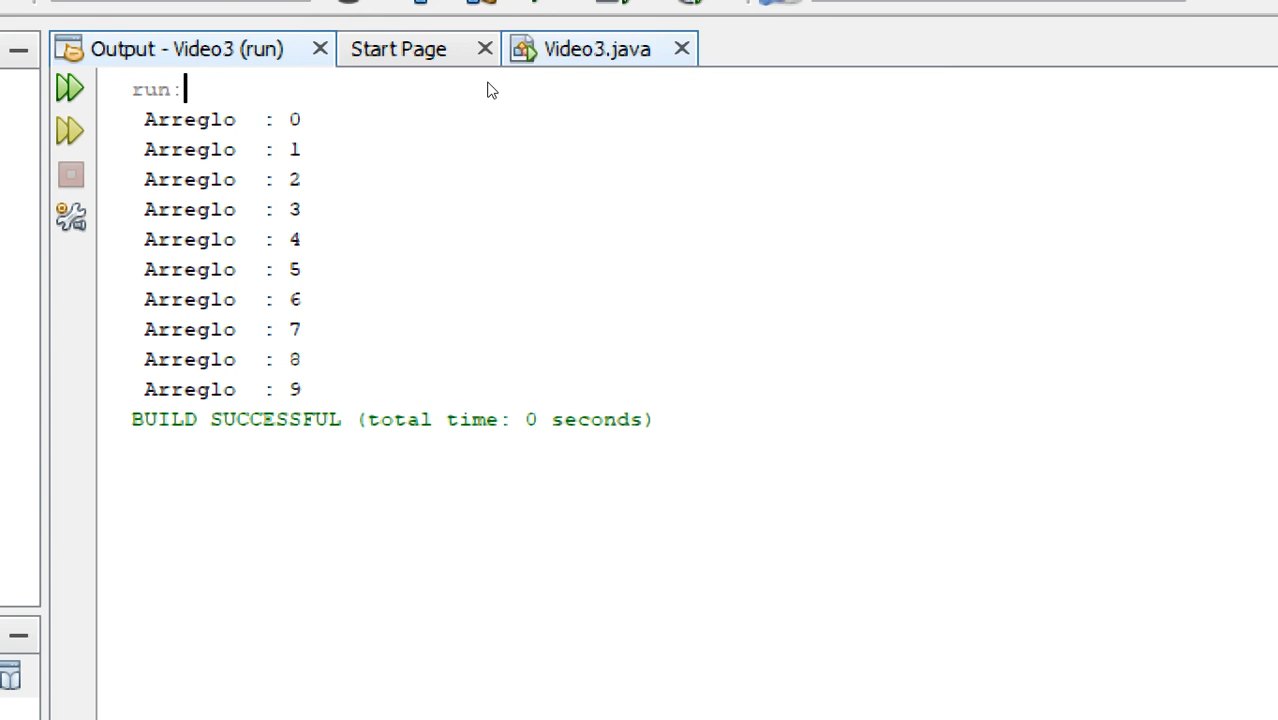 Output - Video3 (run) Start Page Video3.java
run:
Arreglo : 0
Arreglo : 1
Arreglo : 2
Arreglo : 3
Arreglo : 4
Arreglo : 5
Arreglo : 6
Arreglo : 7
Arreglo : 8
Arreglo : 9
BUILD SUCCESSFUL (total time: 0 seconds)